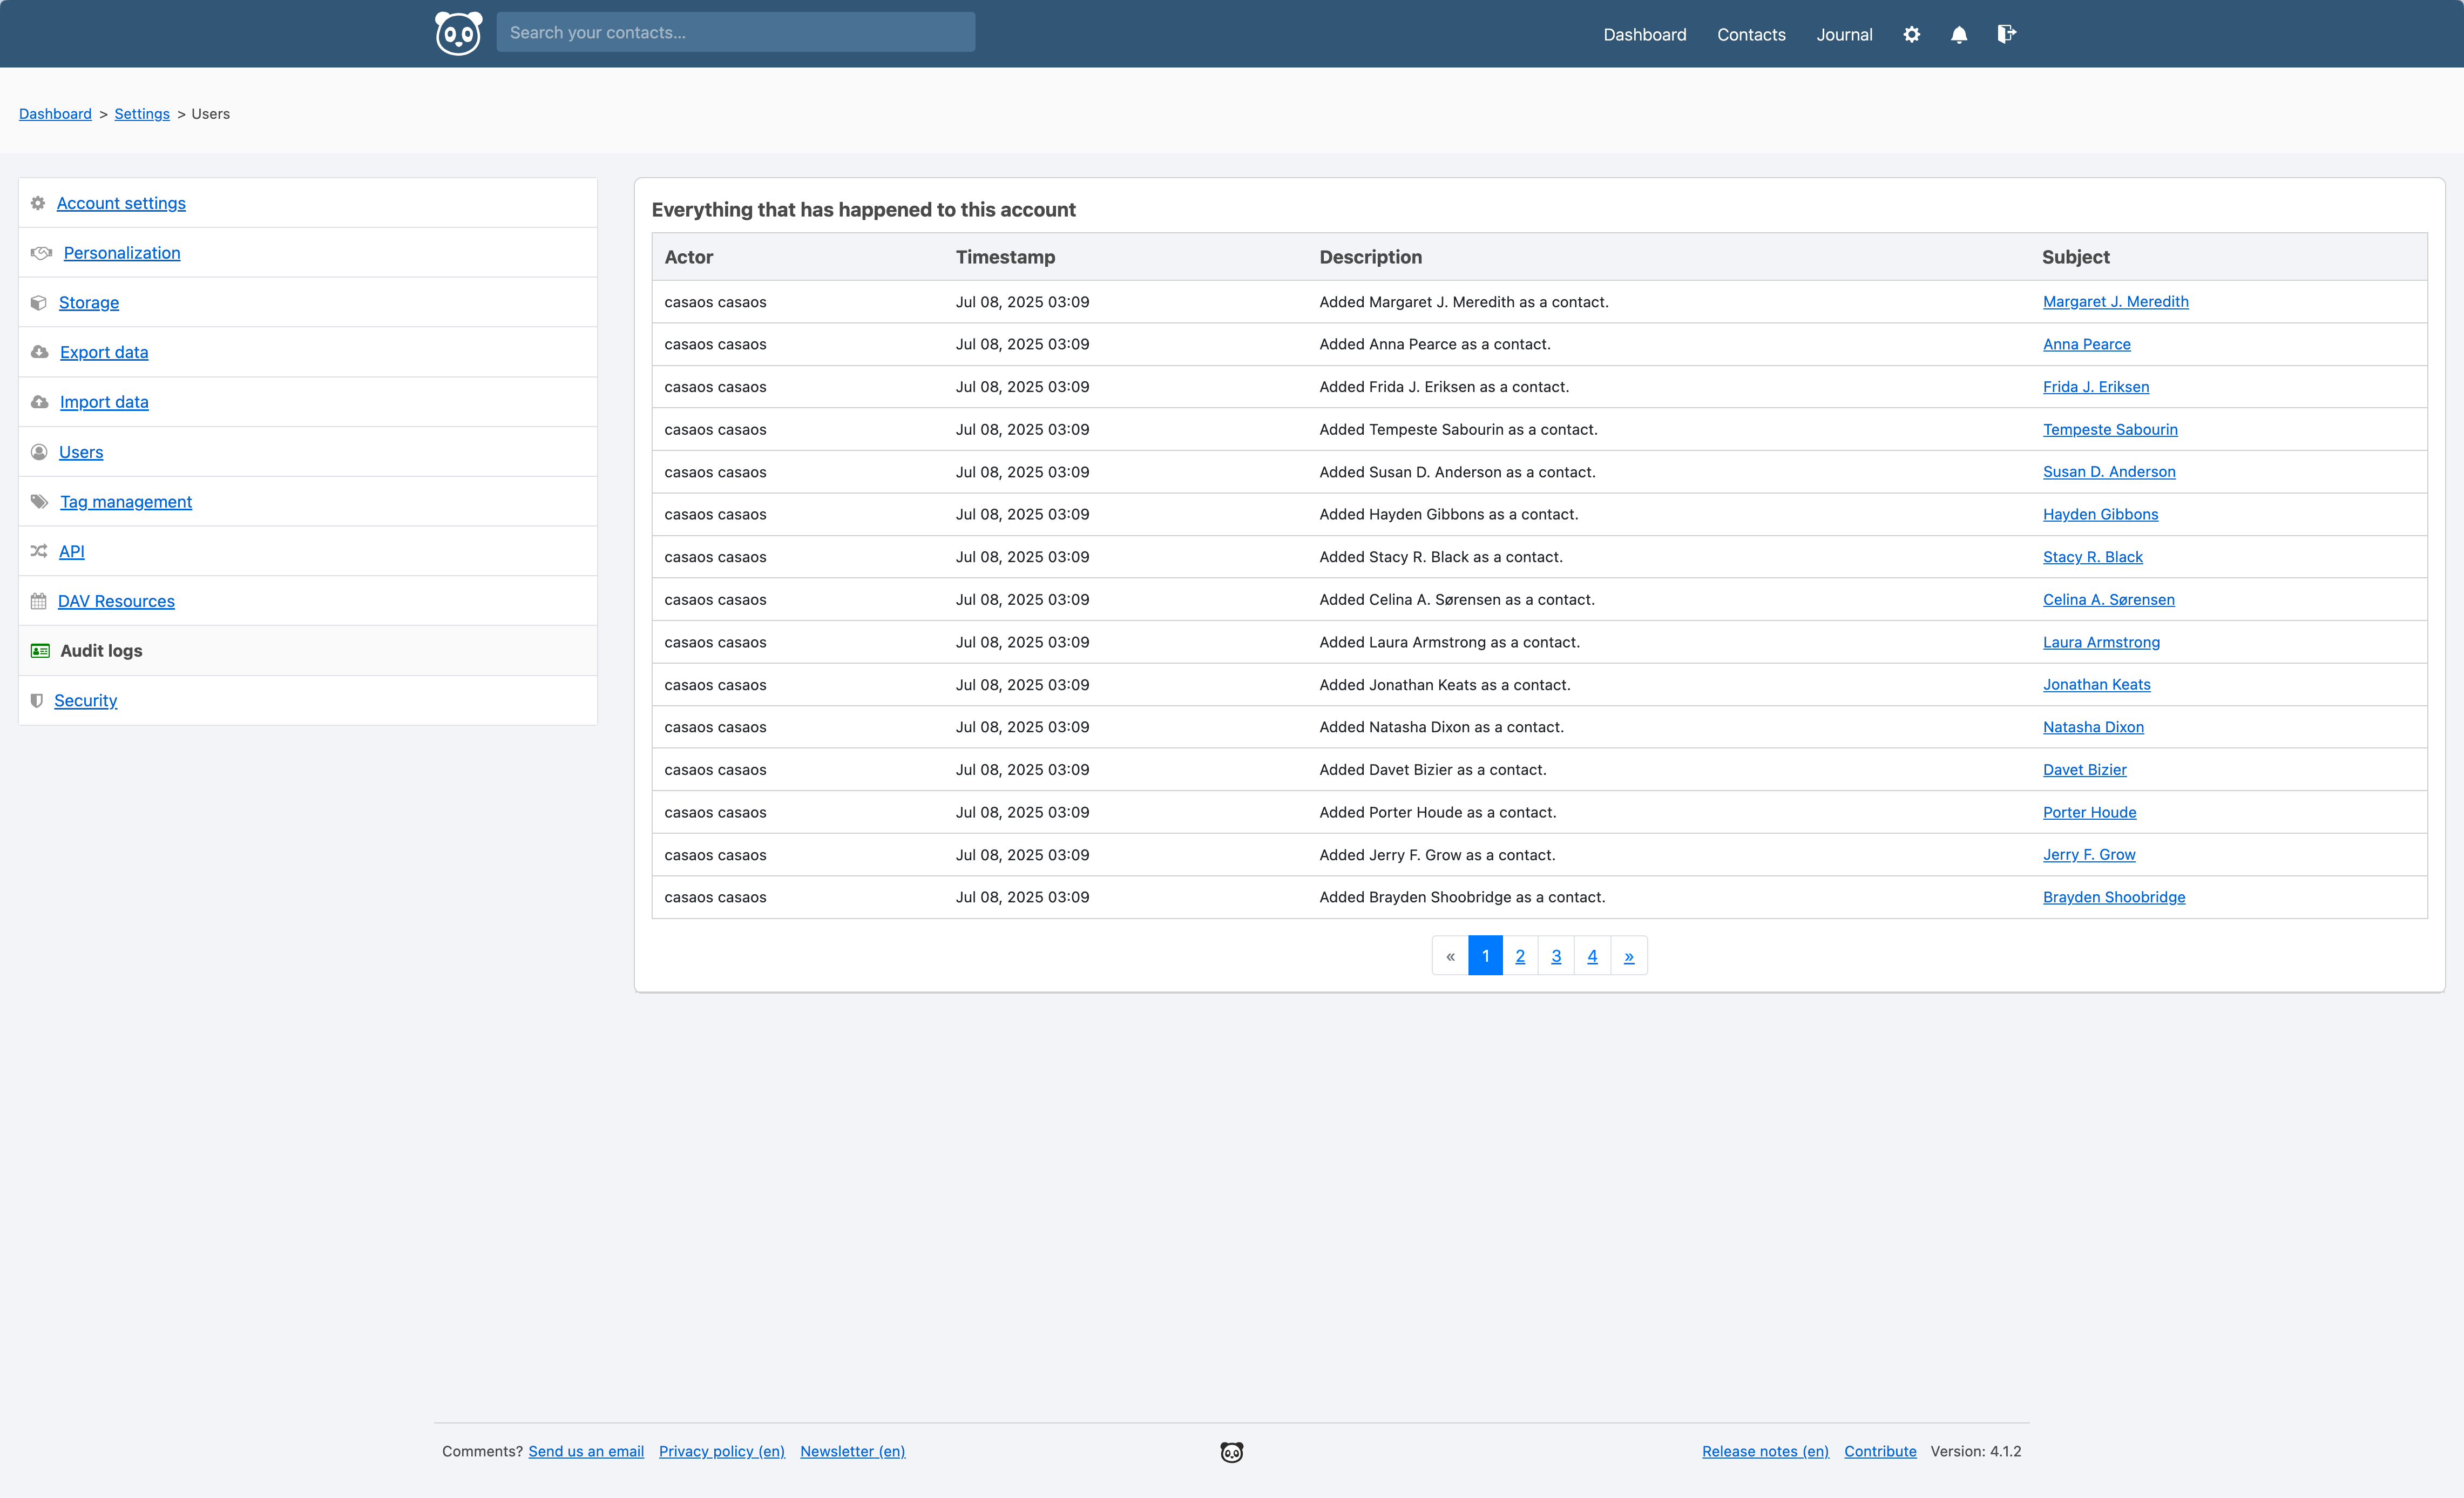 Search your contacts...
Dashboard Contacts Journal
Dashboard > Settings > Users
Account settings
Personalization
Storage
Export data
Import data
Users
Tag management
API
DAV Resources
Audit logs
Security
Everything that has happened to this account
Actor Timestamp Description Subject
casaos casaos Jul 08, 2025 03:09 Added Margaret J. Meredith as a contact. Margaret J. Meredith
casaos casaos Jul 08, 2025 03:09 Added Anna Pearce as a contact. Anna Pearce
casaos casaos Jul 08, 2025 03:09 Added Frida J. Eriksen as a contact. Frida J. Eriksen
casaos casaos Jul 08, 2025 03:09 Added Tempeste Sabourin as a contact. Tempeste Sabourin
casaos casaos Jul 08, 2025 03:09 Added Susan D. Anderson as a contact. Susan D. Anderson
casaos casaos Jul 08, 2025 03:09 Added Hayden Gibbons as a contact. Hayden Gibbons
casaos casaos Jul 08, 2025 03:09 Added Stacy R. Black as a contact. Stacy R. Black
casaos casaos Jul 08, 2025 03:09 Added Celina A. Sørensen as a contact. Celina A. Sørensen
casaos casaos Jul 08, 2025 03:09 Added Laura Armstrong as a contact. Laura Armstrong
casaos casaos Jul 08, 2025 03:09 Added Jonathan Keats as a contact. Jonathan Keats
casaos casaos Jul 08, 2025 03:09 Added Natasha Dixon as a contact. Natasha Dixon
casaos casaos Jul 08, 2025 03:09 Added Davet Bizier as a contact. Davet Bizier
casaos casaos Jul 08, 2025 03:09 Added Porter Houde as a contact. Porter Houde
casaos casaos Jul 08, 2025 03:09 Added Jerry F. Grow as a contact. Jerry F. Grow
casaos casaos Jul 08, 2025 03:09 Added Brayden Shoobridge as a contact. Brayden Shoobridge
« 1 2 3 4 »
Comments? Send us an email Privacy policy (en) Newsletter (en) Release notes (en) Contribute Version: 4.1.2